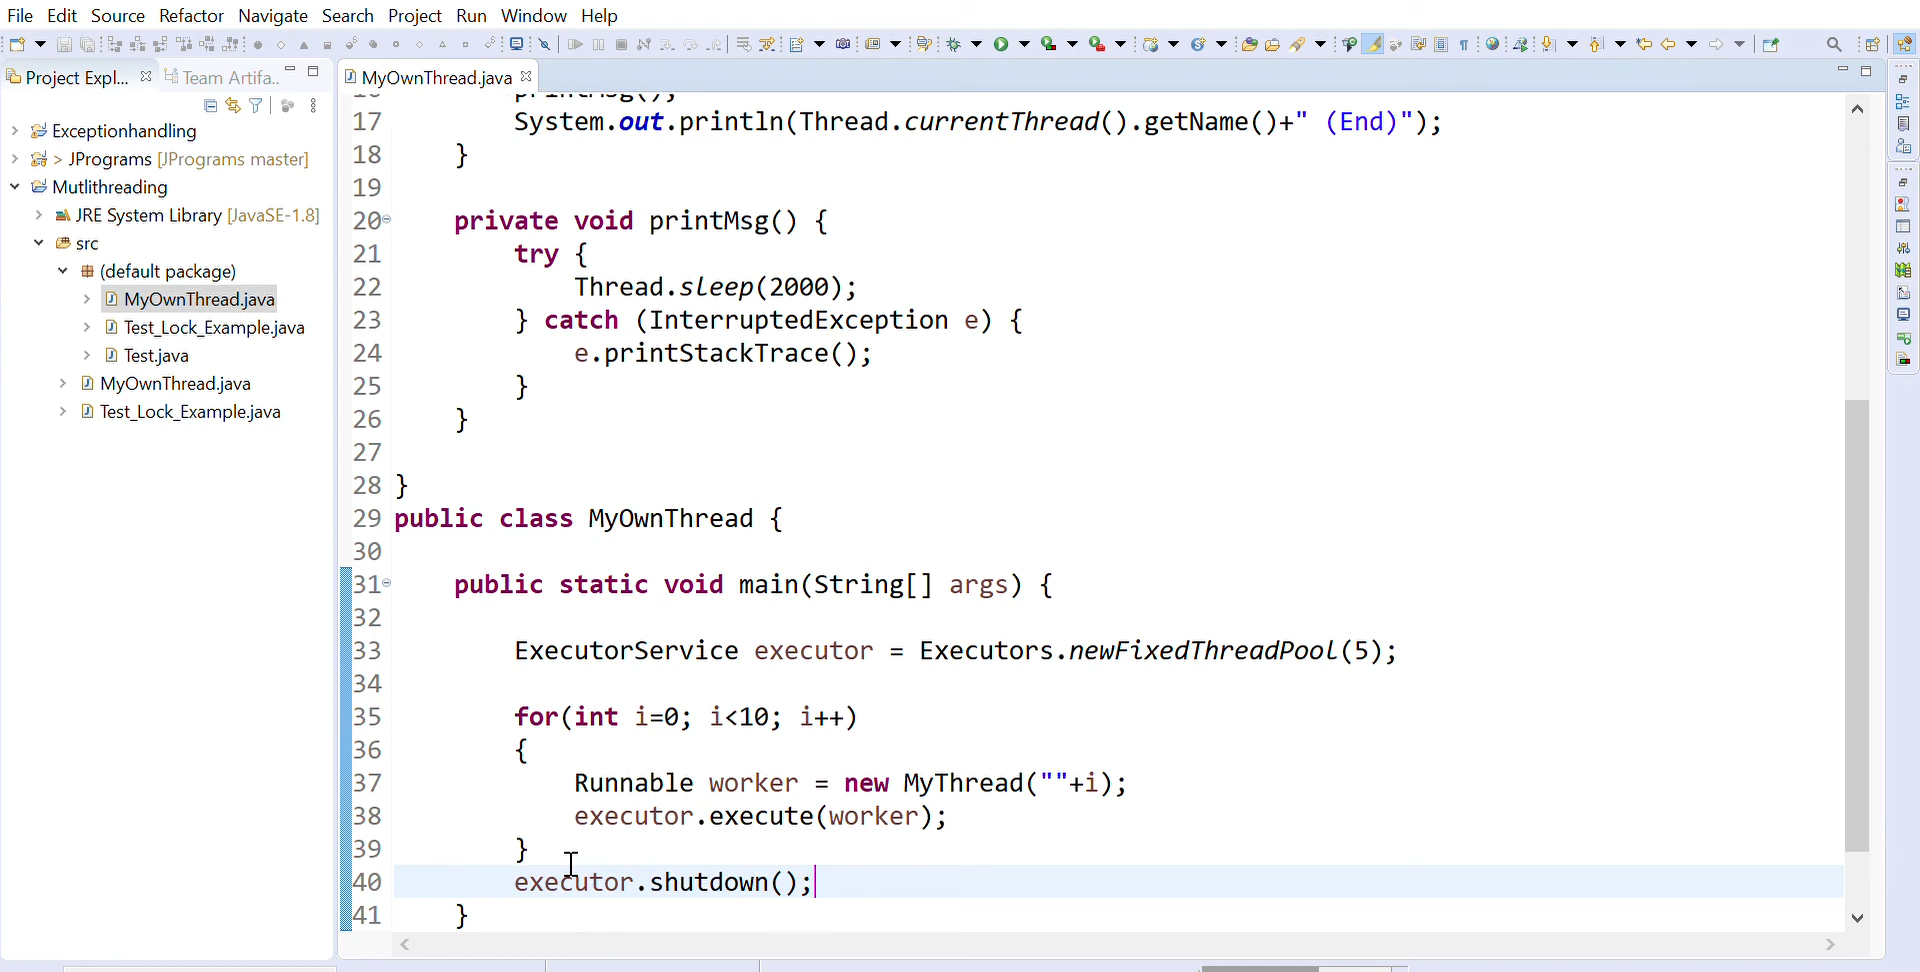 File Edit Source Refactor Navigate Search Project Run Window Help
Project Expl...
Team Artifa..
MyOwnThread.java
Exceptionhandling
> JPrograms [JPrograms master]
Mutlithreading
JRE System Library [JavaSE-1.8]
src
(default package)
MyOwnThread.java
Test_Lock_Example.java
Test.java
MyOwnThread.java
Test_Lock_Example.java
16 printMsg();
17 System.out.println(Thread.currentThread().getName()+" (End)");
18 }
19
20 private void printMsg() {
21 try {
22 Thread.sleep(2000);
23 } catch (InterruptedException e) {
24 e.printStackTrace();
25 }
26 }
27
28 }
29 public class MyOwnThread {
30
31 public static void main(String[] args) {
32
33 ExecutorService executor = Executors.newFixedThreadPool(5);
34
35 for(int i=0; i<10; i++)
36 {
37 Runnable worker = new MyThread(""+i);
38 executor.execute(worker);
39 }
40 executor.shutdown();
41 }